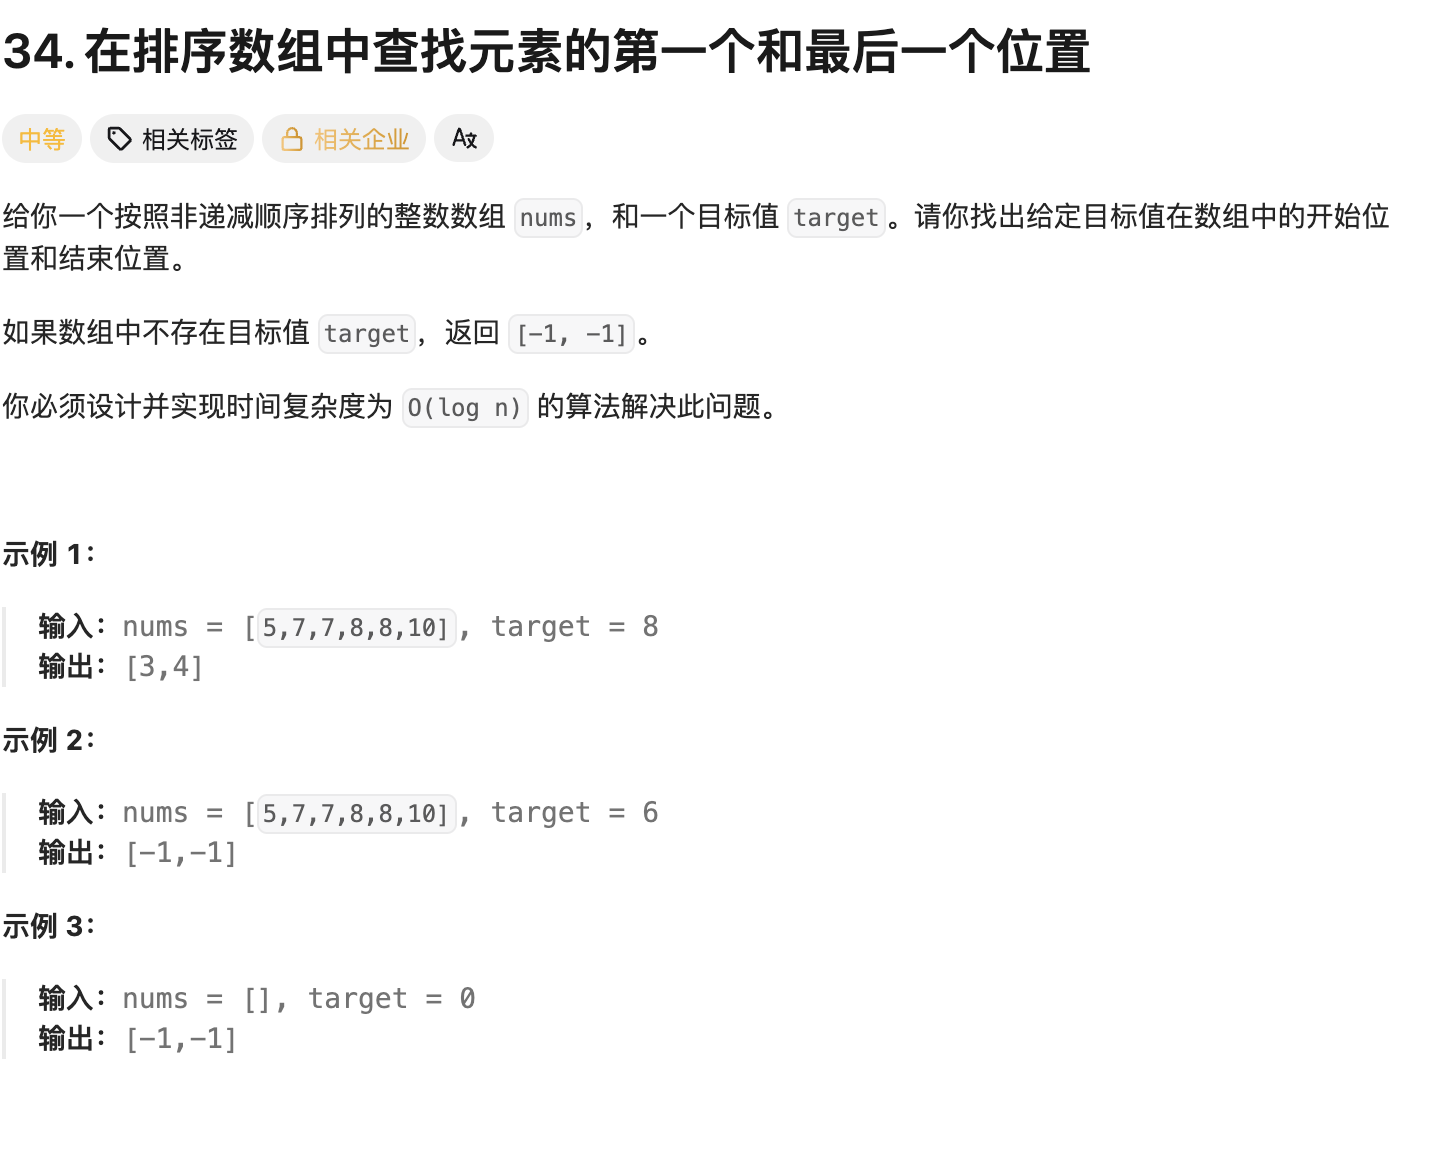 34. 在排序数组中查找元素的第一个和最后一个位置
中等 相关标签 相关企业 A文
给你一个按照非递减顺序排列的整数数组 nums，和一个目标值 target。请你找出给定目标值在数组中的开始位
置和结束位置。
如果数组中不存在目标值 target，返回 [-1, -1]。
你必须设计并实现时间复杂度为 O(log n) 的算法解决此问题。
示例 1：
输入：nums = [5,7,7,8,8,10], target = 8
输出：[3,4]
示例 2：
输入：nums = [5,7,7,8,8,10], target = 6
输出：[-1,-1]
示例 3：
输入：nums = [], target = 0
输出：[-1,-1]